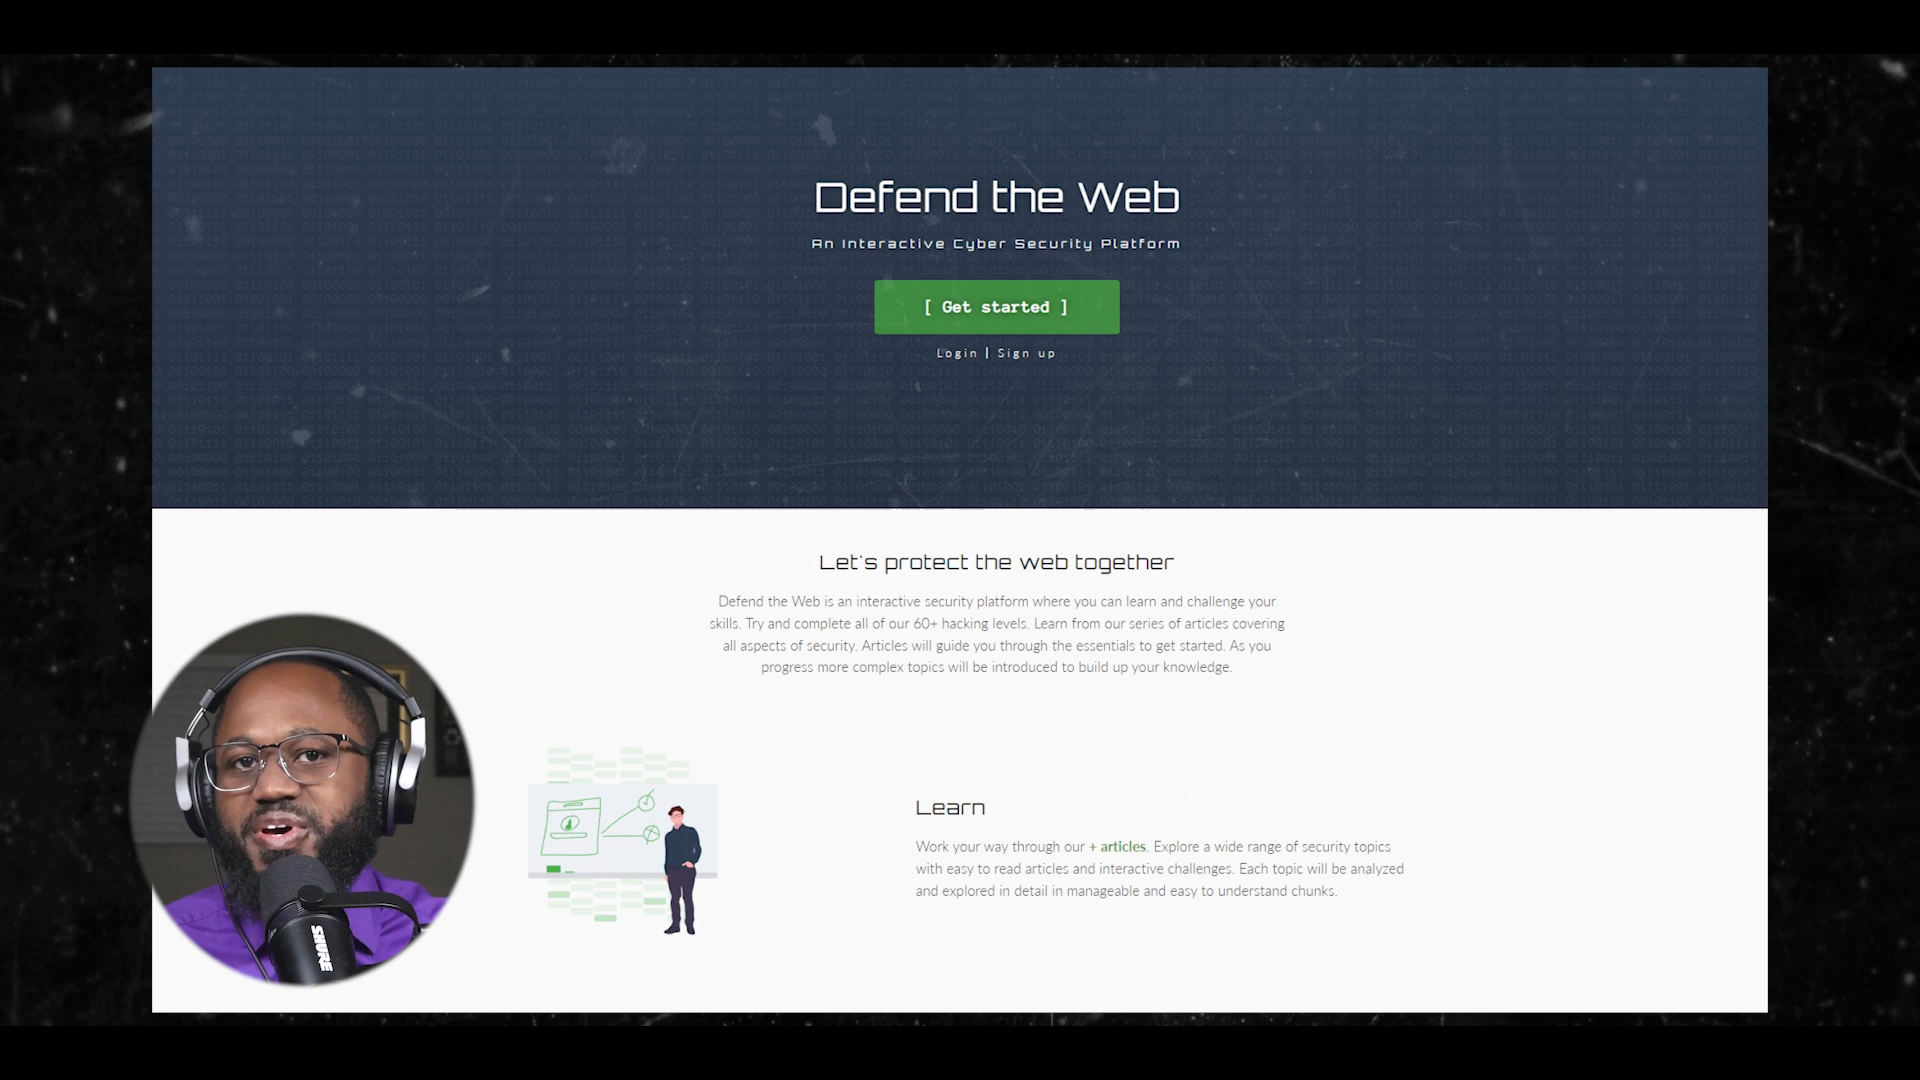 Defend the Web
An Interactive Cyber Security Platform
[ Get started ]
Login | Sign up
Let's protect the web together
Defend the Web is an interactive security platform where you can learn and challenge your
skills. Try and complete all of our 60+ hacking levels. Learn from our series of articles covering
all aspects of security. Articles will guide you through the essentials to get started. As you
progress more complex topics will be introduced to build up your knowledge.
Learn
Work your way through our + articles. Explore a wide range of security topics
with easy to read articles and interactive challenges. Each topic will be analyzed
and explored in detail in manageable and easy to understand chunks.
SHURE